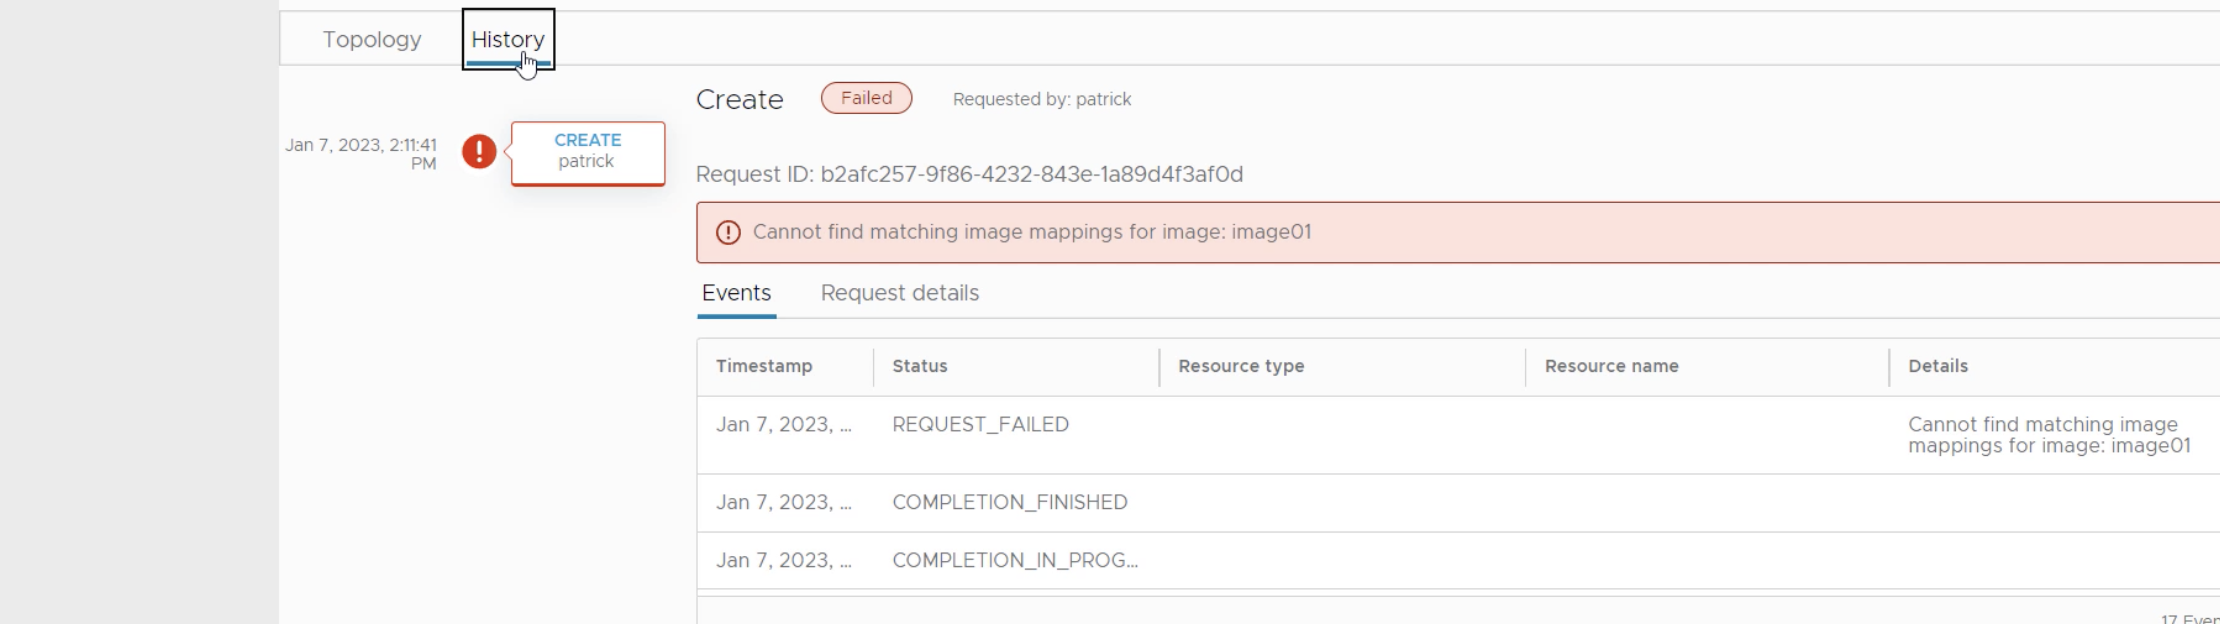 Topology
History
Create
Failed
Requested by: patrick
Jan 7, 2023, 2:11:41
PM
CREATE
patrick
Request ID: b2afc257-9f86-4232-843e-1a89d4f3af0d
Cannot find matching image mappings for image: image01
Events
Request details
Timestamp
Status
Resource type
Resource name
Details
Jan 7, 2023, ...
REQUEST_FAILED
Cannot find matching image
mappings for image: image01
Jan 7, 2023, ...
COMPLETION_FINISHED
Jan 7, 2023, ...
COMPLETION_IN_PROG...
17